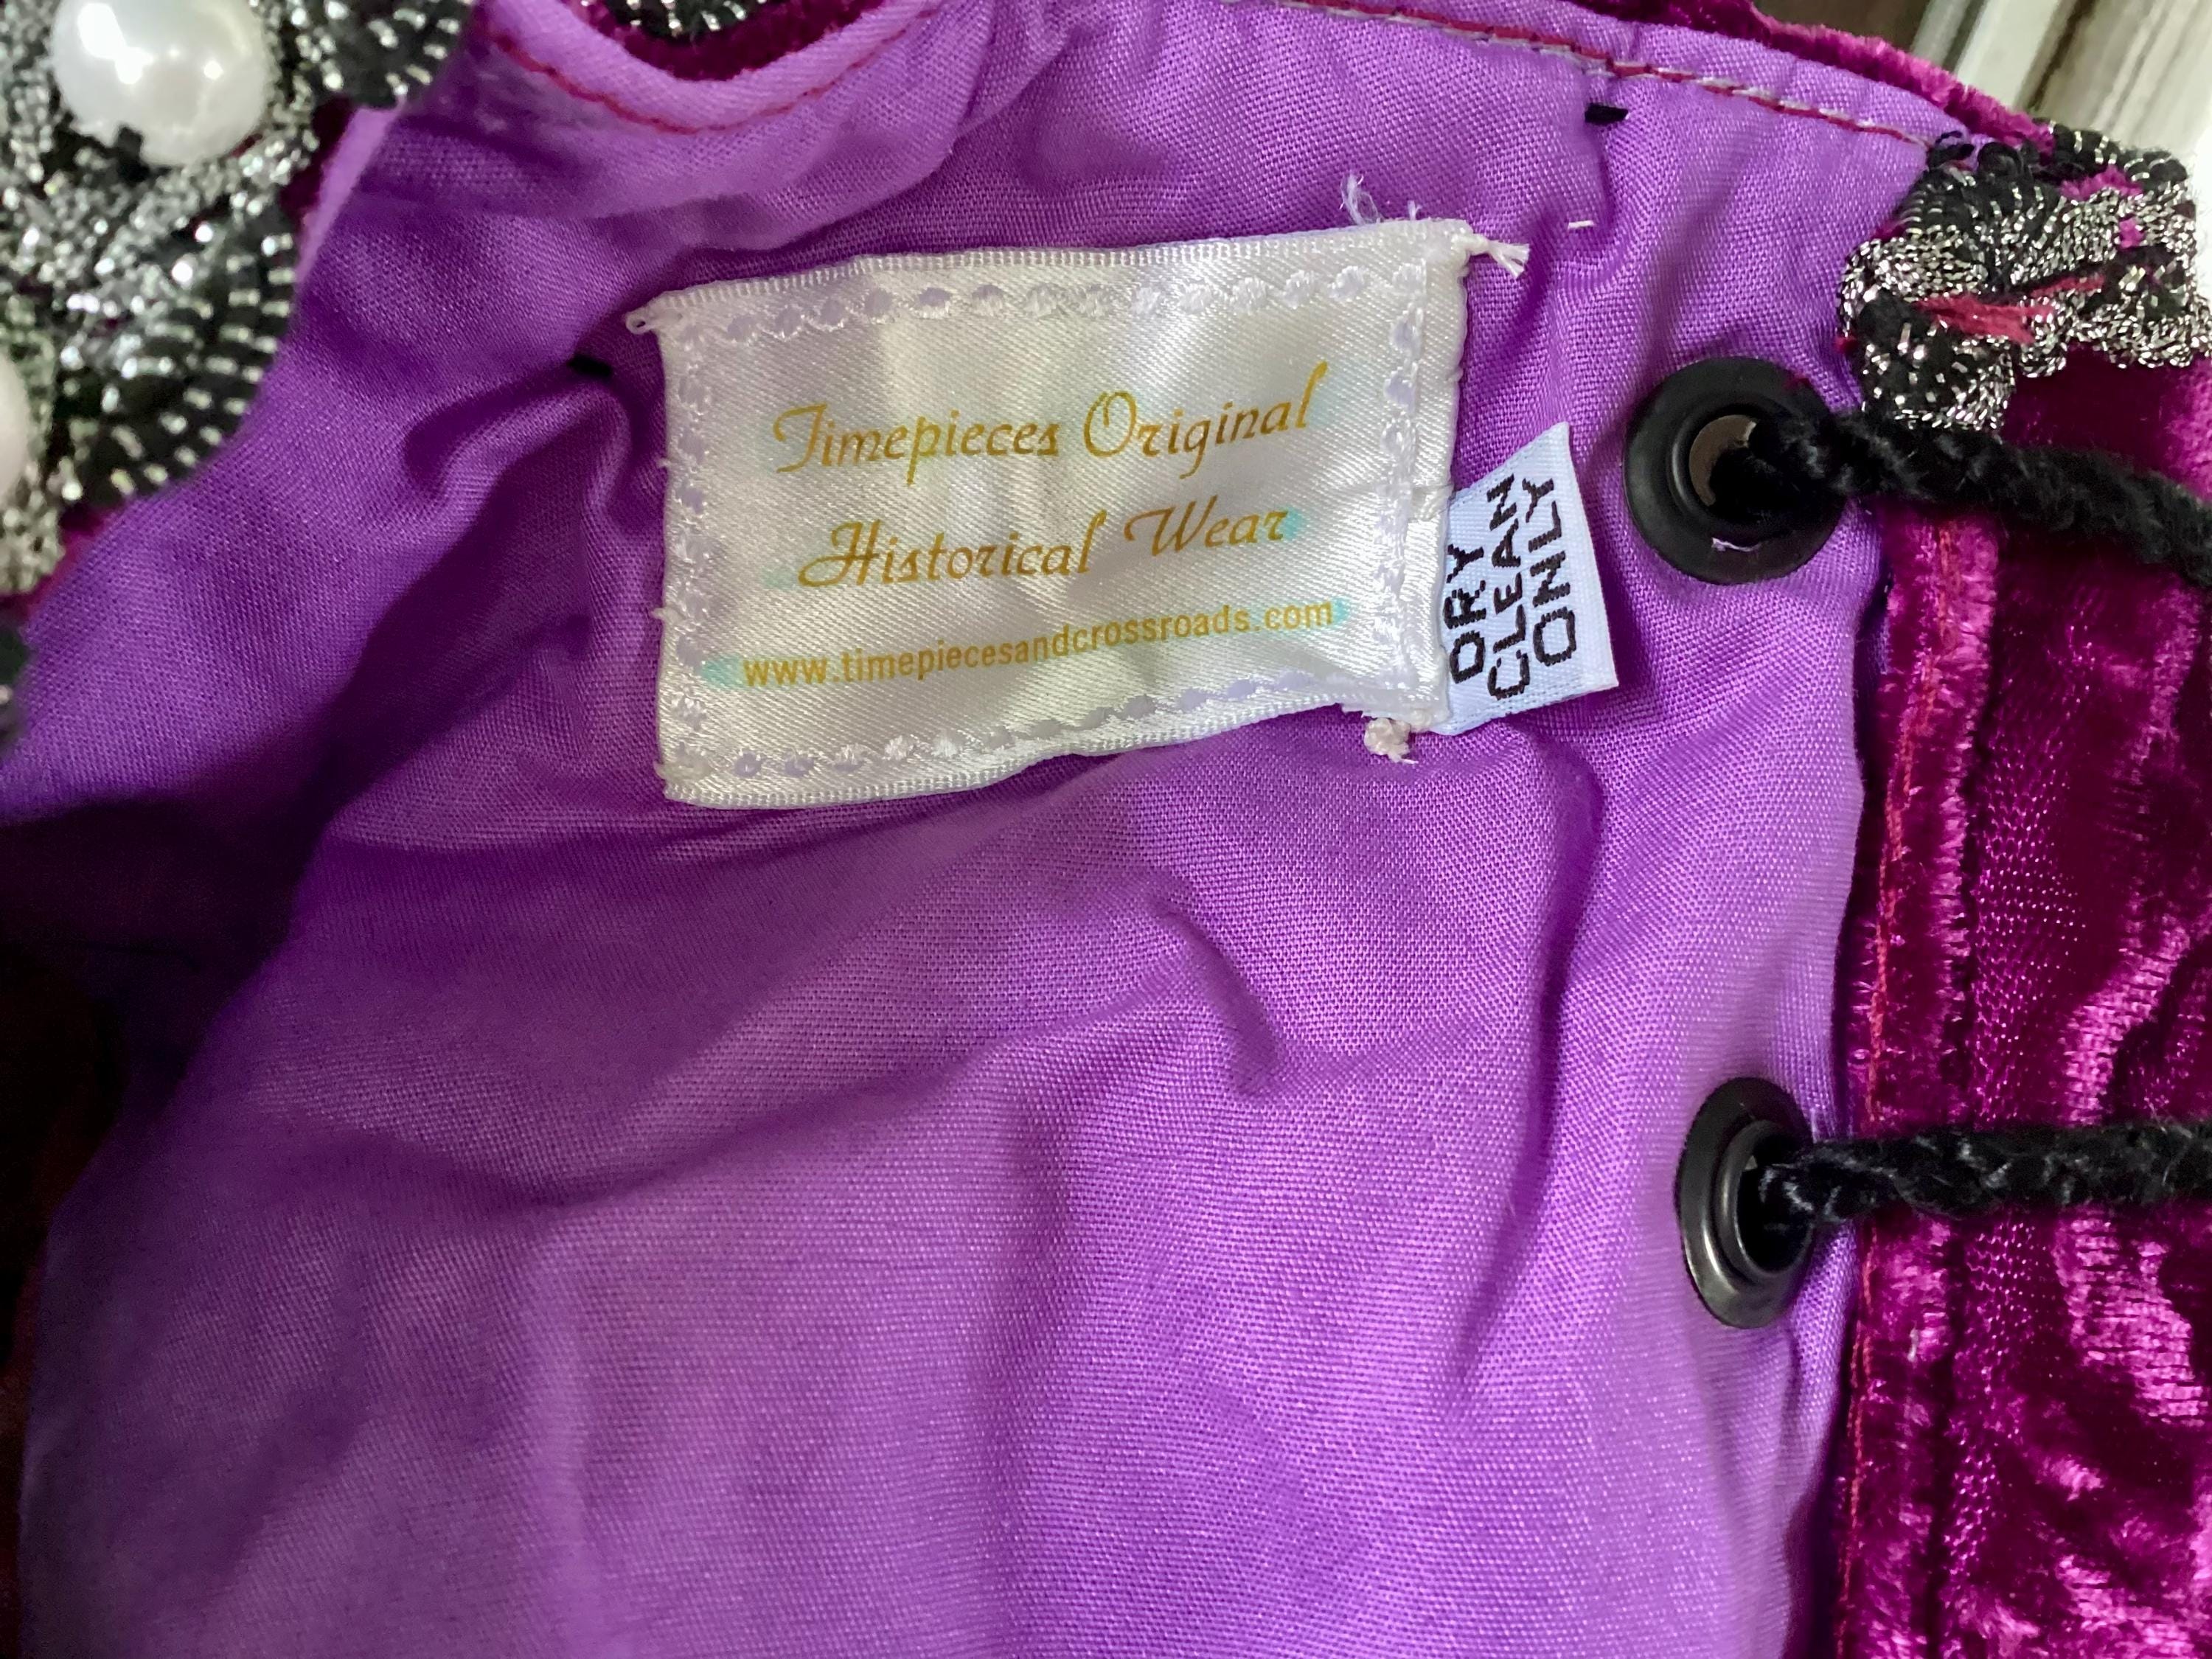 Timepieces Original
Historical Wear
www.timepiecesandcrossroads.com
DRY
CLEAN
ONLY